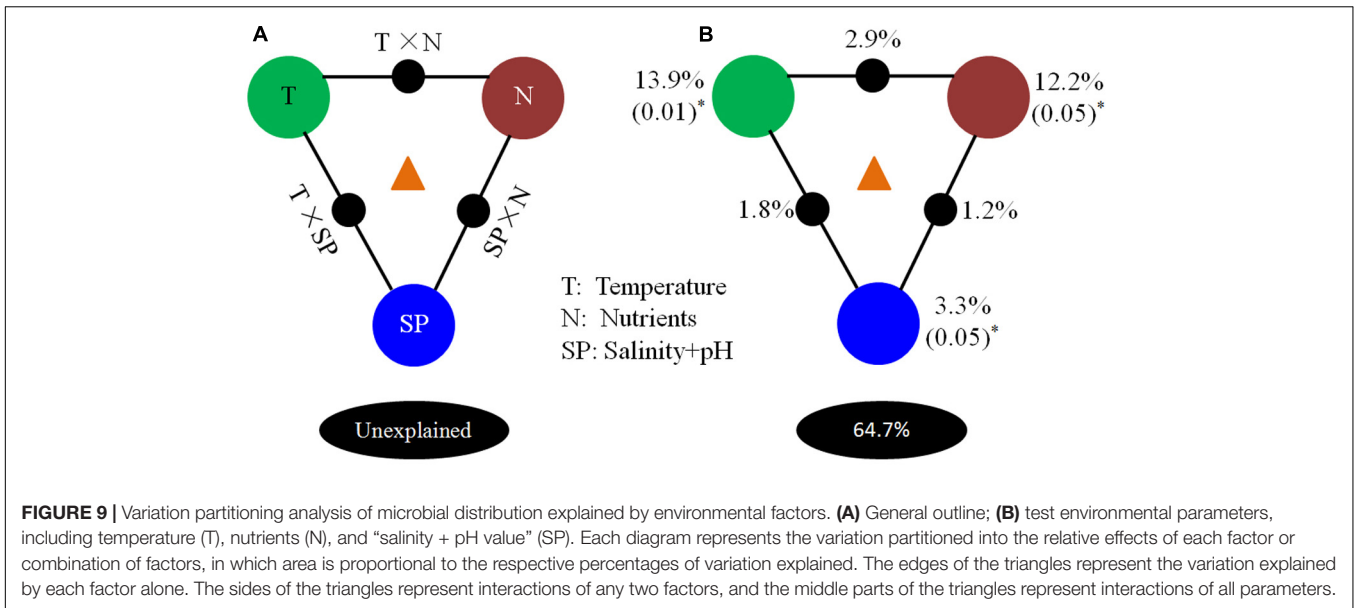 A
T ×N
T
N
T ×SP
SP×N
SP
Unexplained
T: Temperature
N: Nutrients
SP: Salinity+pH
B
2.9%
13.9%
(0.01)*
12.2%
(0.05)*
1.8%
1.2%
3.3%
(0.05)*
64.7%
FIGURE 9 | Variation partitioning analysis of microbial distribution explained by environmental factors. (A) General outline; (B) test environmental parameters,
including temperature (T), nutrients (N), and “salinity + pH value” (SP). Each diagram represents the variation partitioned into the relative effects of each factor or
combination of factors, in which area is proportional to the respective percentages of variation explained. The edges of the triangles represent the variation explained
by each factor alone. The sides of the triangles represent interactions of any two factors, and the middle parts of the triangles represent interactions of all parameters.